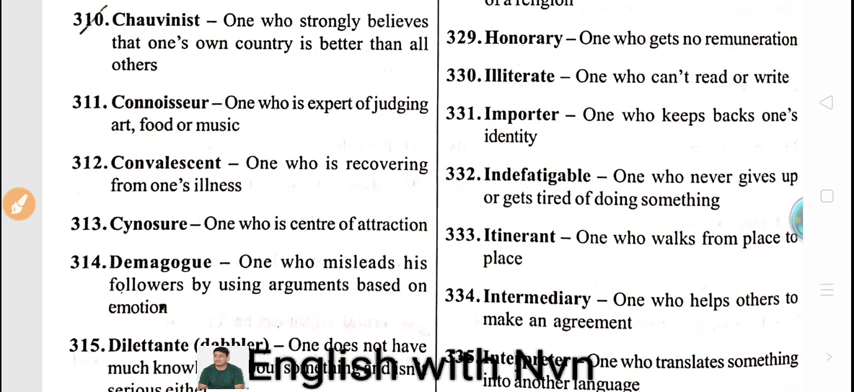 310. Chauvinist – One who strongly believes
that one's own country is better than all
others
311. Connoisseur – One who is expert of judging
art, food or music
312. Convalescent – One who is recovering
from one's illness
313. Cynosure – One who is centre of attraction
314. Demagogue – One who misleads his
followers by using arguments based on
emotion
315. Dilettante (dabbler) – One does not have
much
of a religion
329. Honorary – One who gets no remuneration
330. Illiterate – One who can't read or write
331. Importer – One who keeps backs one's
identity
332. Indefatigable – One who never gives up
or gets tired of doing something
333. Itinerant – One who walks from place to
place
334. Intermediary – One who helps others to
make an agreement
335. Interpreter – One who translates something
into another language
English with Nvn